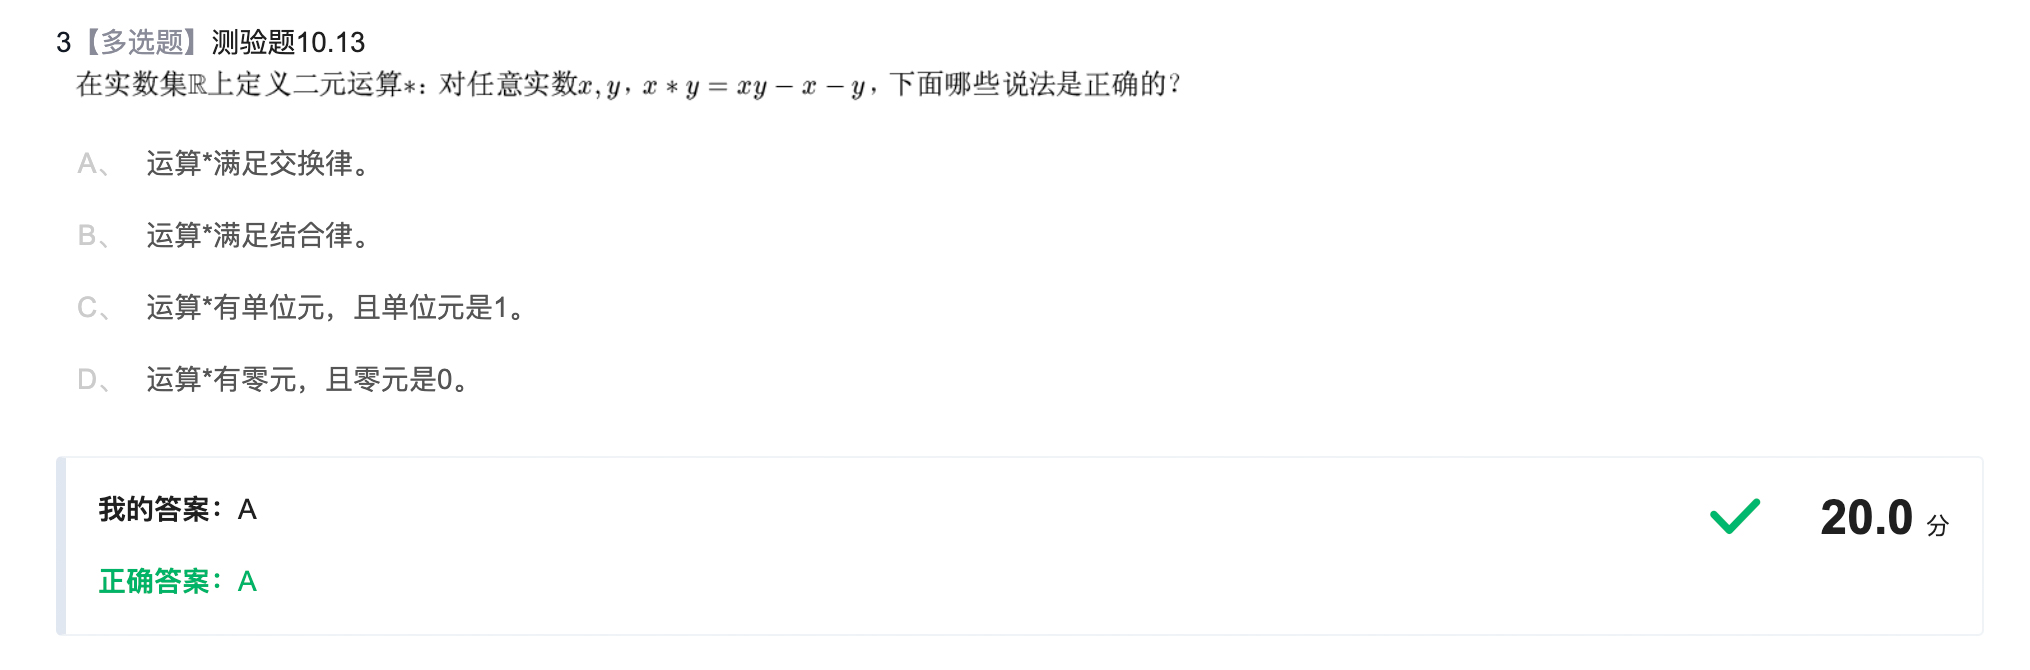 3【多选题】测验题10.13
在实数集ℝ上定义二元运算*：对任意实数x, y，x * y = xy − x − y，下面哪些说法是正确的？
A、 运算*满足交换律。
B、 运算*满足结合律。
C、 运算*有单位元，且单位元是1。
D、 运算*有零元，且零元是0。
我的答案：A
20.0 分
正确答案：A